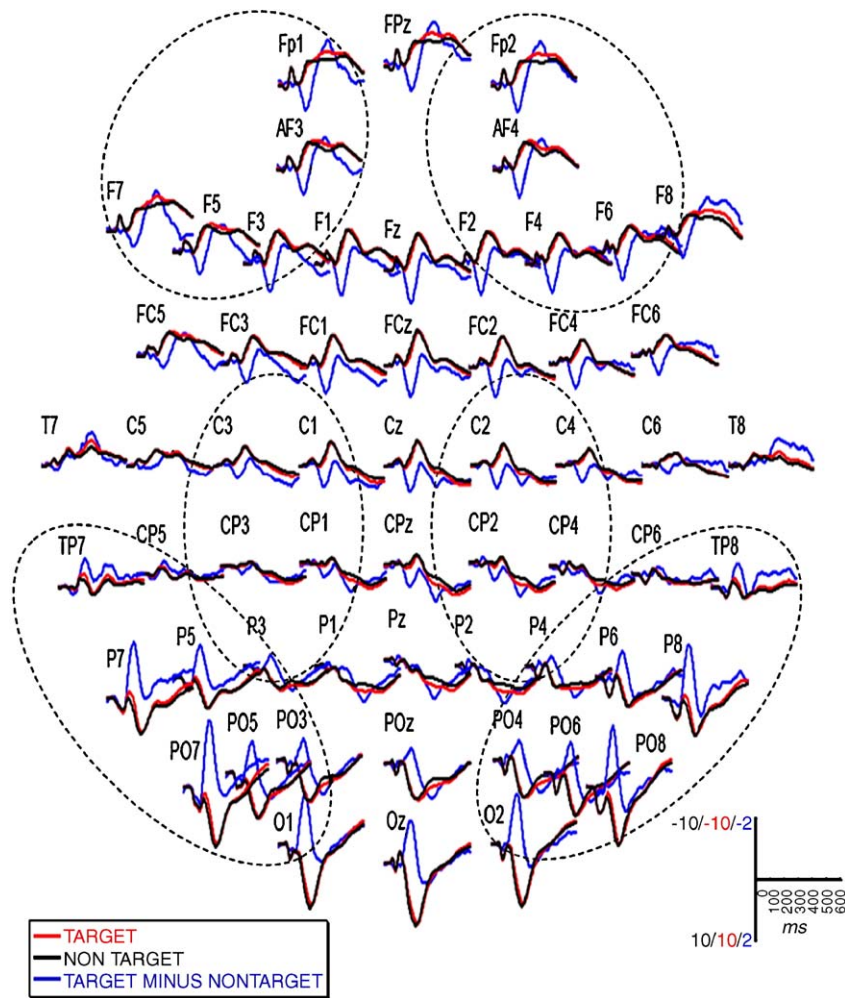 FPz
Fp1 Fp2
AF3 AF4
F7 F5 F3 F1 Fz F2 F4 F6 F8
FC5 FC3 FC1 FCz FC2 FC4 FC6
T7 C5 C3 C1 Cz C2 C4 C6 T8
TP7 CP5 CP3 CP1 CPz CP2 CP4 CP6 TP8
P7 P5 P3 P1 Pz P2 P4 P6 P8
PO7 PO5 PO3 POz PO4 PO6 PO8
O1 Oz O2
-10/-10/-2
0 100 200 300 400 500 600
ms
10/10/2
TARGET
NON TARGET
TARGET MINUS NONTARGET